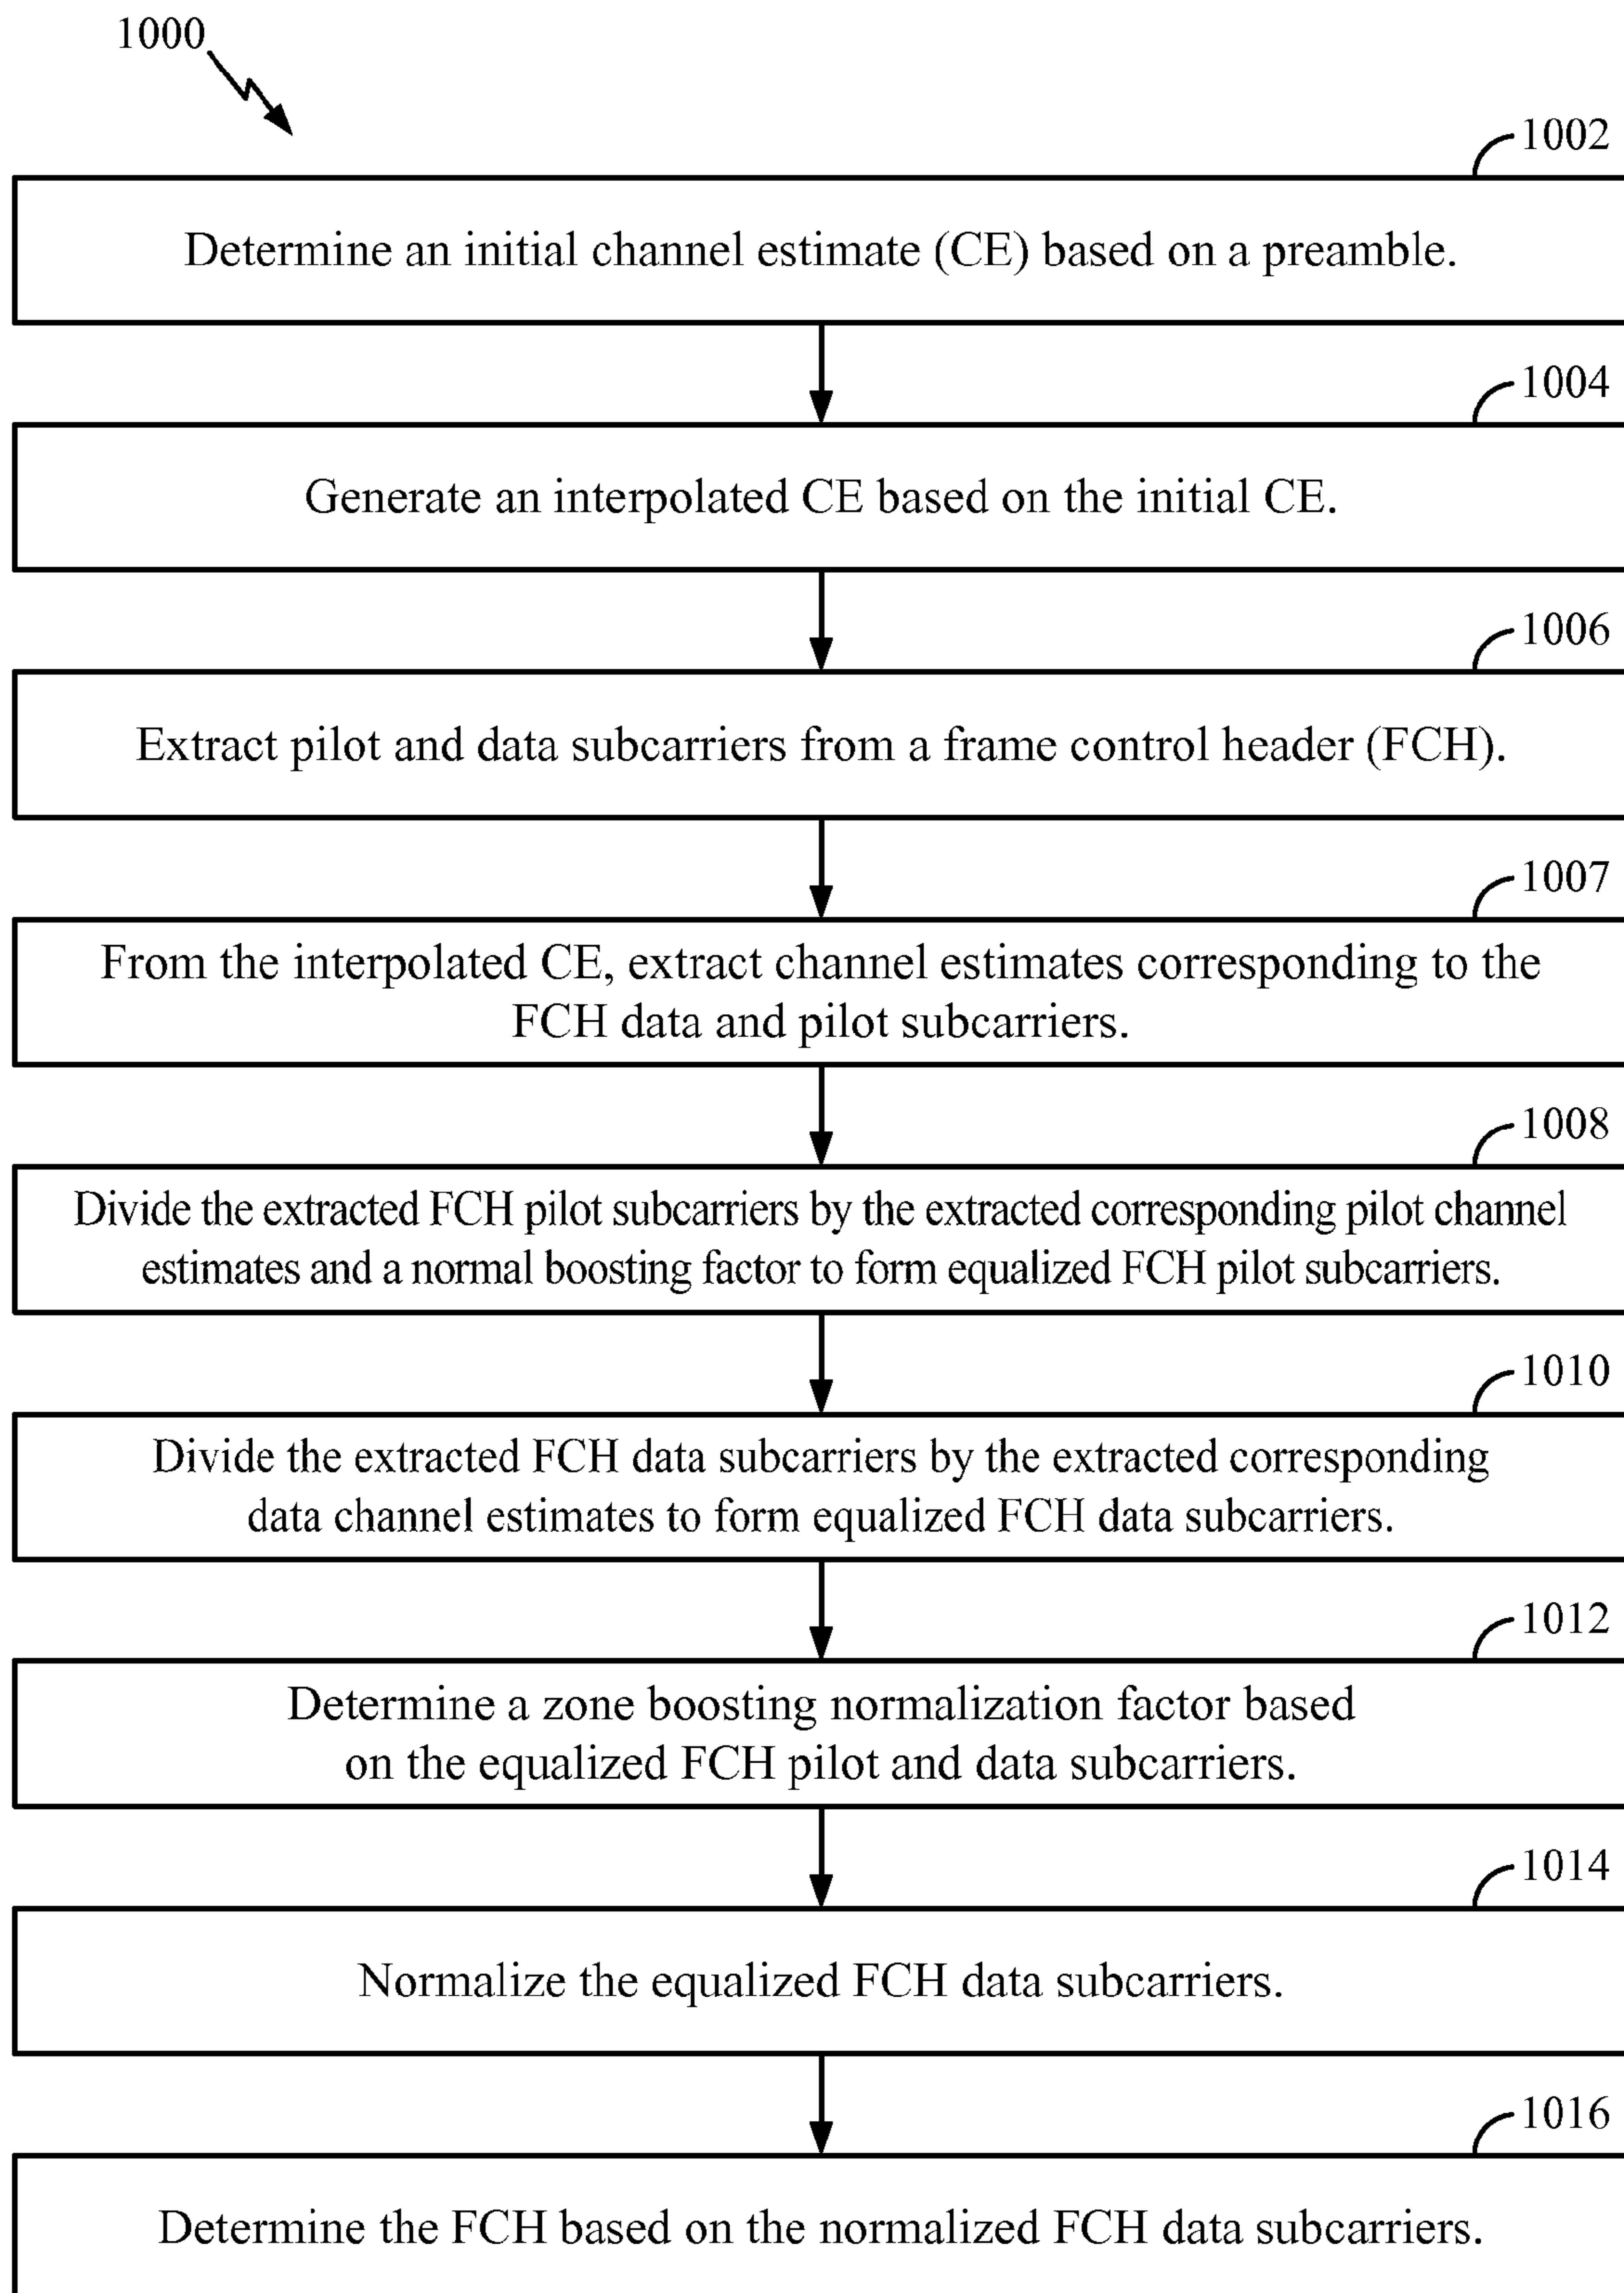 1000
1002
Determine an initial channel estimate (CE) based on a preamble.
1004
Generate an interpolated CE based on the initial CE.
1006
Extract pilot and data subcarriers from a frame control header (FCH).
1007
From the interpolated CE, extract channel estimates corresponding to the
FCH data and pilot subcarriers.
1008
Divide the extracted FCH pilot subcarriers by the extracted corresponding pilot channel
estimates and a normal boosting factor to form equalized FCH pilot subcarriers.
1010
Divide the extracted FCH data subcarriers by the extracted corresponding
data channel estimates to form equalized FCH data subcarriers.
1012
Determine a zone boosting normalization factor based
on the equalized FCH pilot and data subcarriers.
1014
Normalize the equalized FCH data subcarriers.
1016
Determine the FCH based on the normalized FCH data subcarriers.